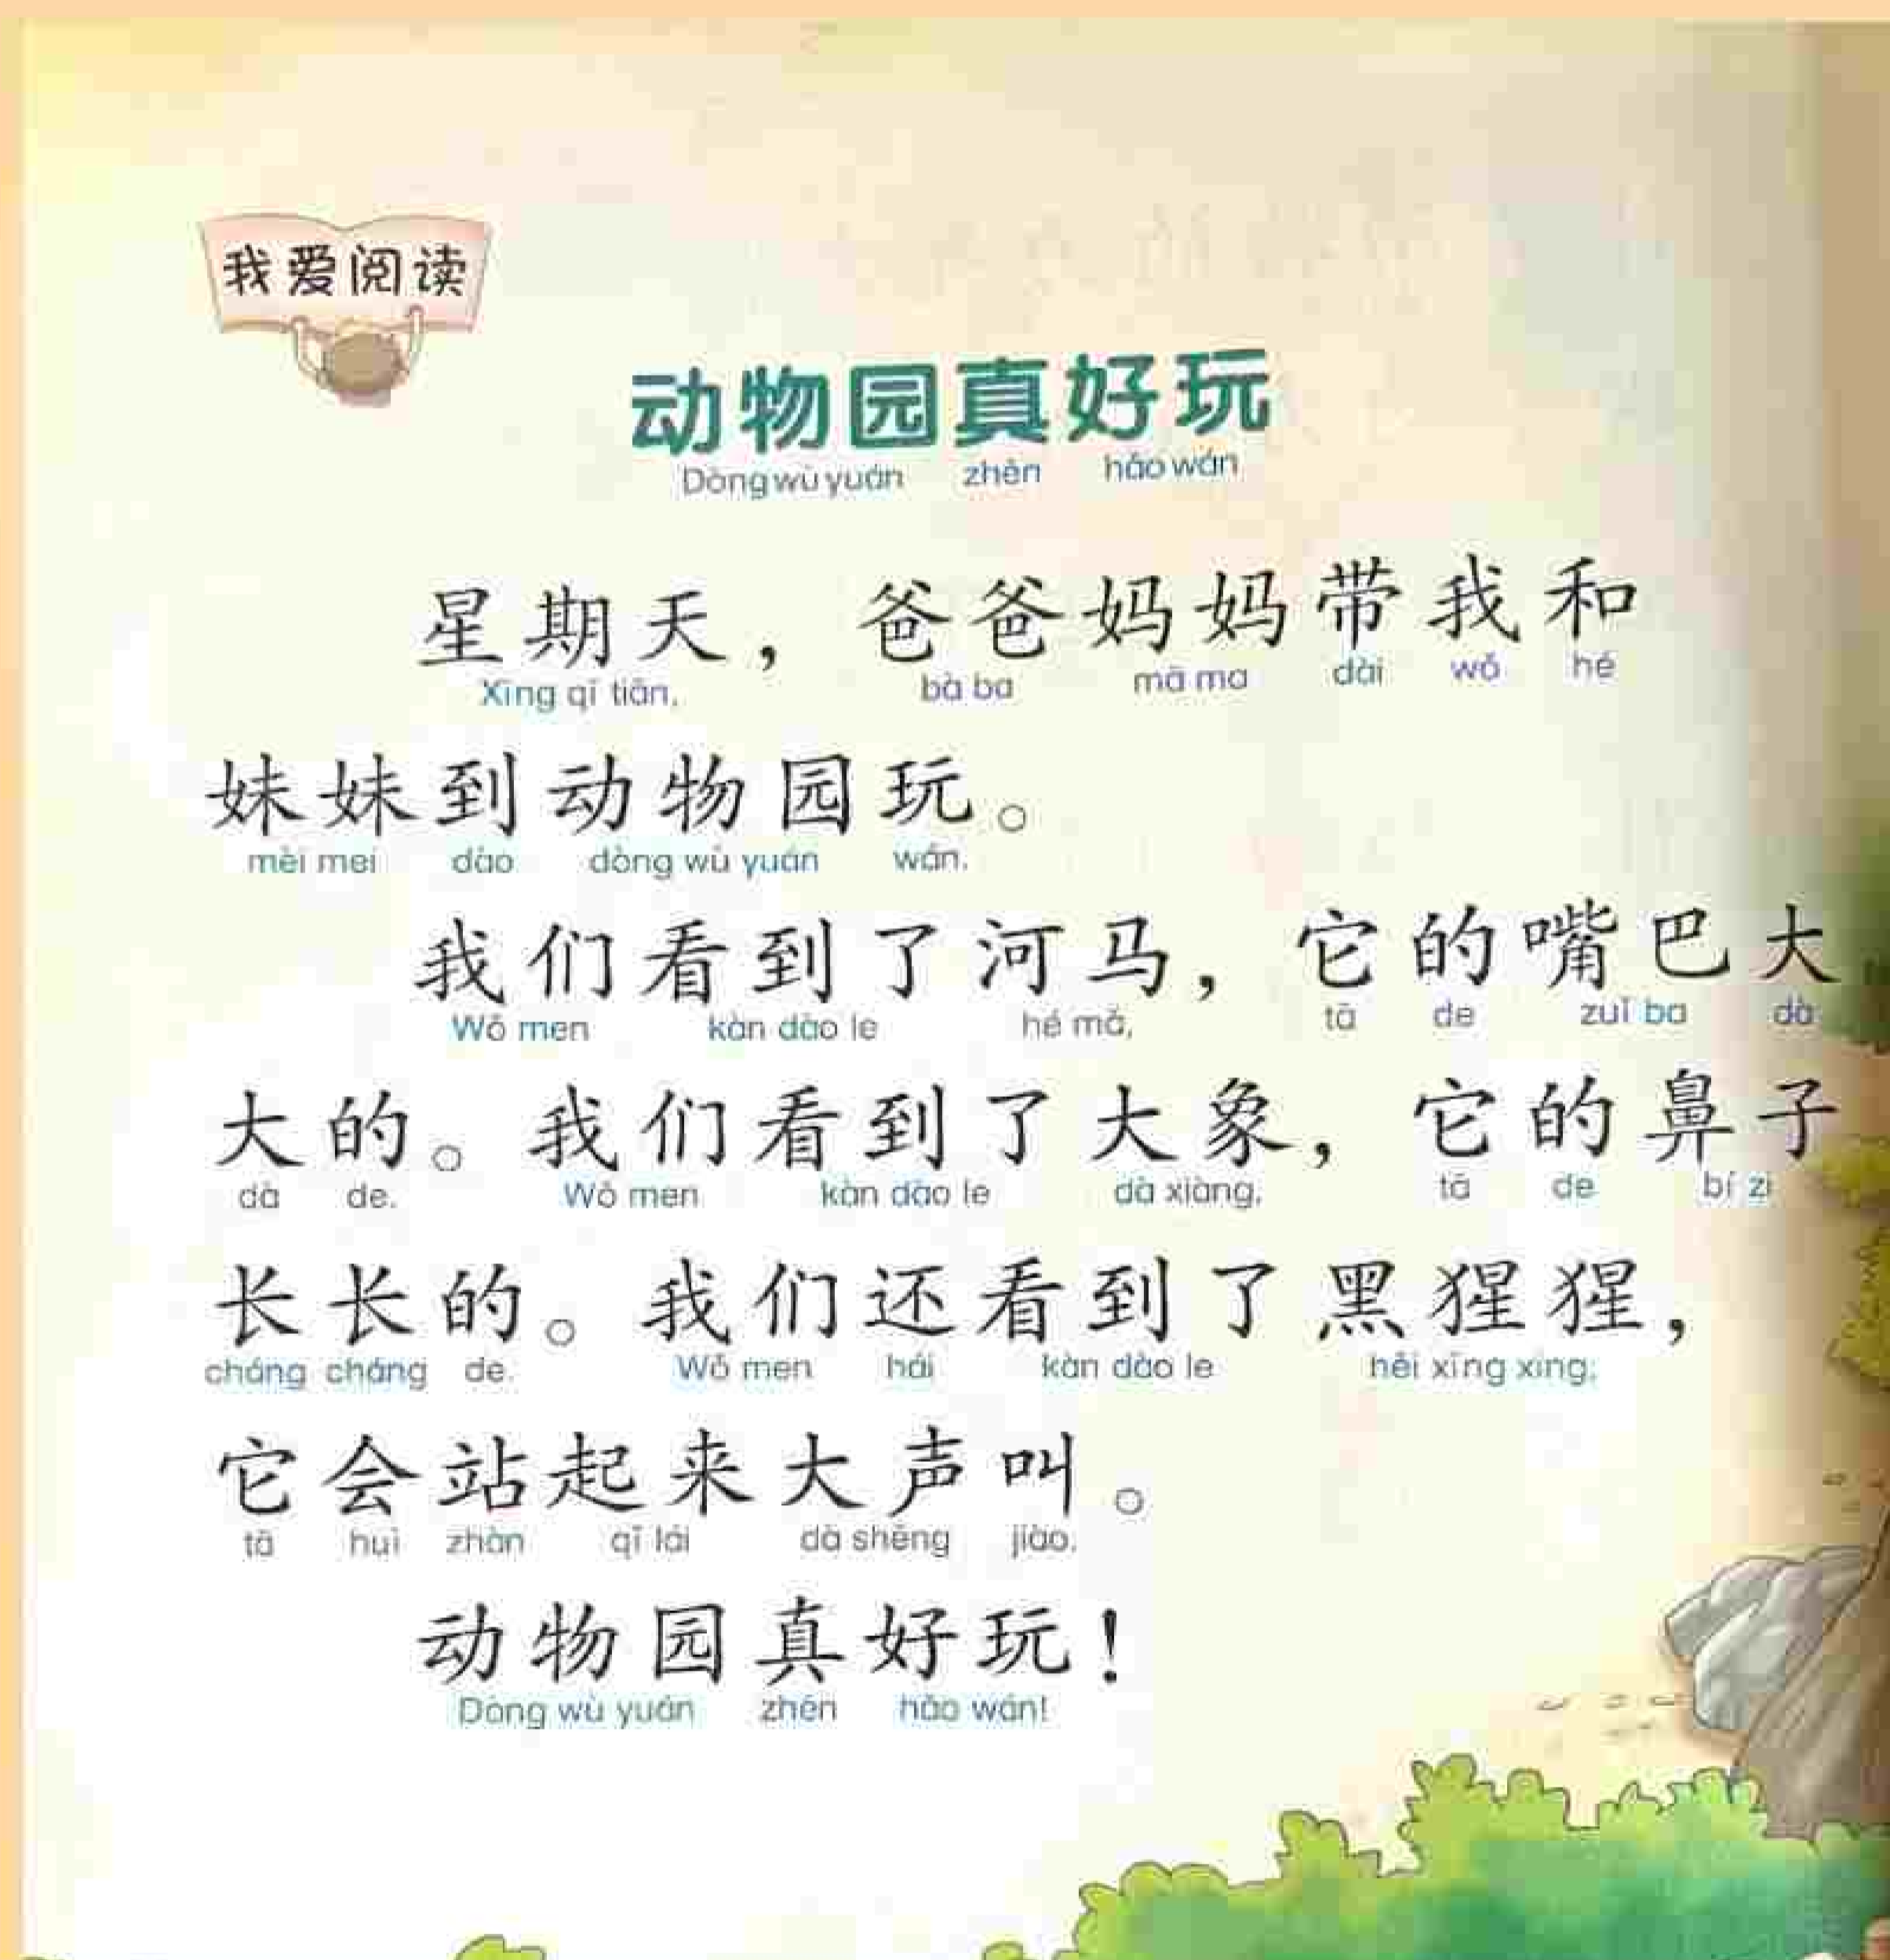 我爱阅读
动物园真好玩
Dòng wù yuán zhēn hǎo wán
星期天，爸爸妈妈带我和
Xīng qī tiān, bà ba mā ma dài wǒ hé
妹妹到动物园玩。
mèi mei dào dòng wù yuán wán.
我们看到了河马，它的嘴巴大
Wǒ men kàn dào le hé mǎ, tā de zuǐ ba dà
大的。我们看到了大象，它的鼻子
dà de. Wǒ men kàn dào le dà xiàng, tā de bí zi
长长的。我们还看到了黑猩猩，
cháng cháng de. Wǒ men hái kàn dào le hēi xīng xing,
它会站起来大声叫。
tā huì zhàn qǐ lái dà shēng jiào.
动物园真好玩！
Dòng wù yuán zhēn hǎo wán!